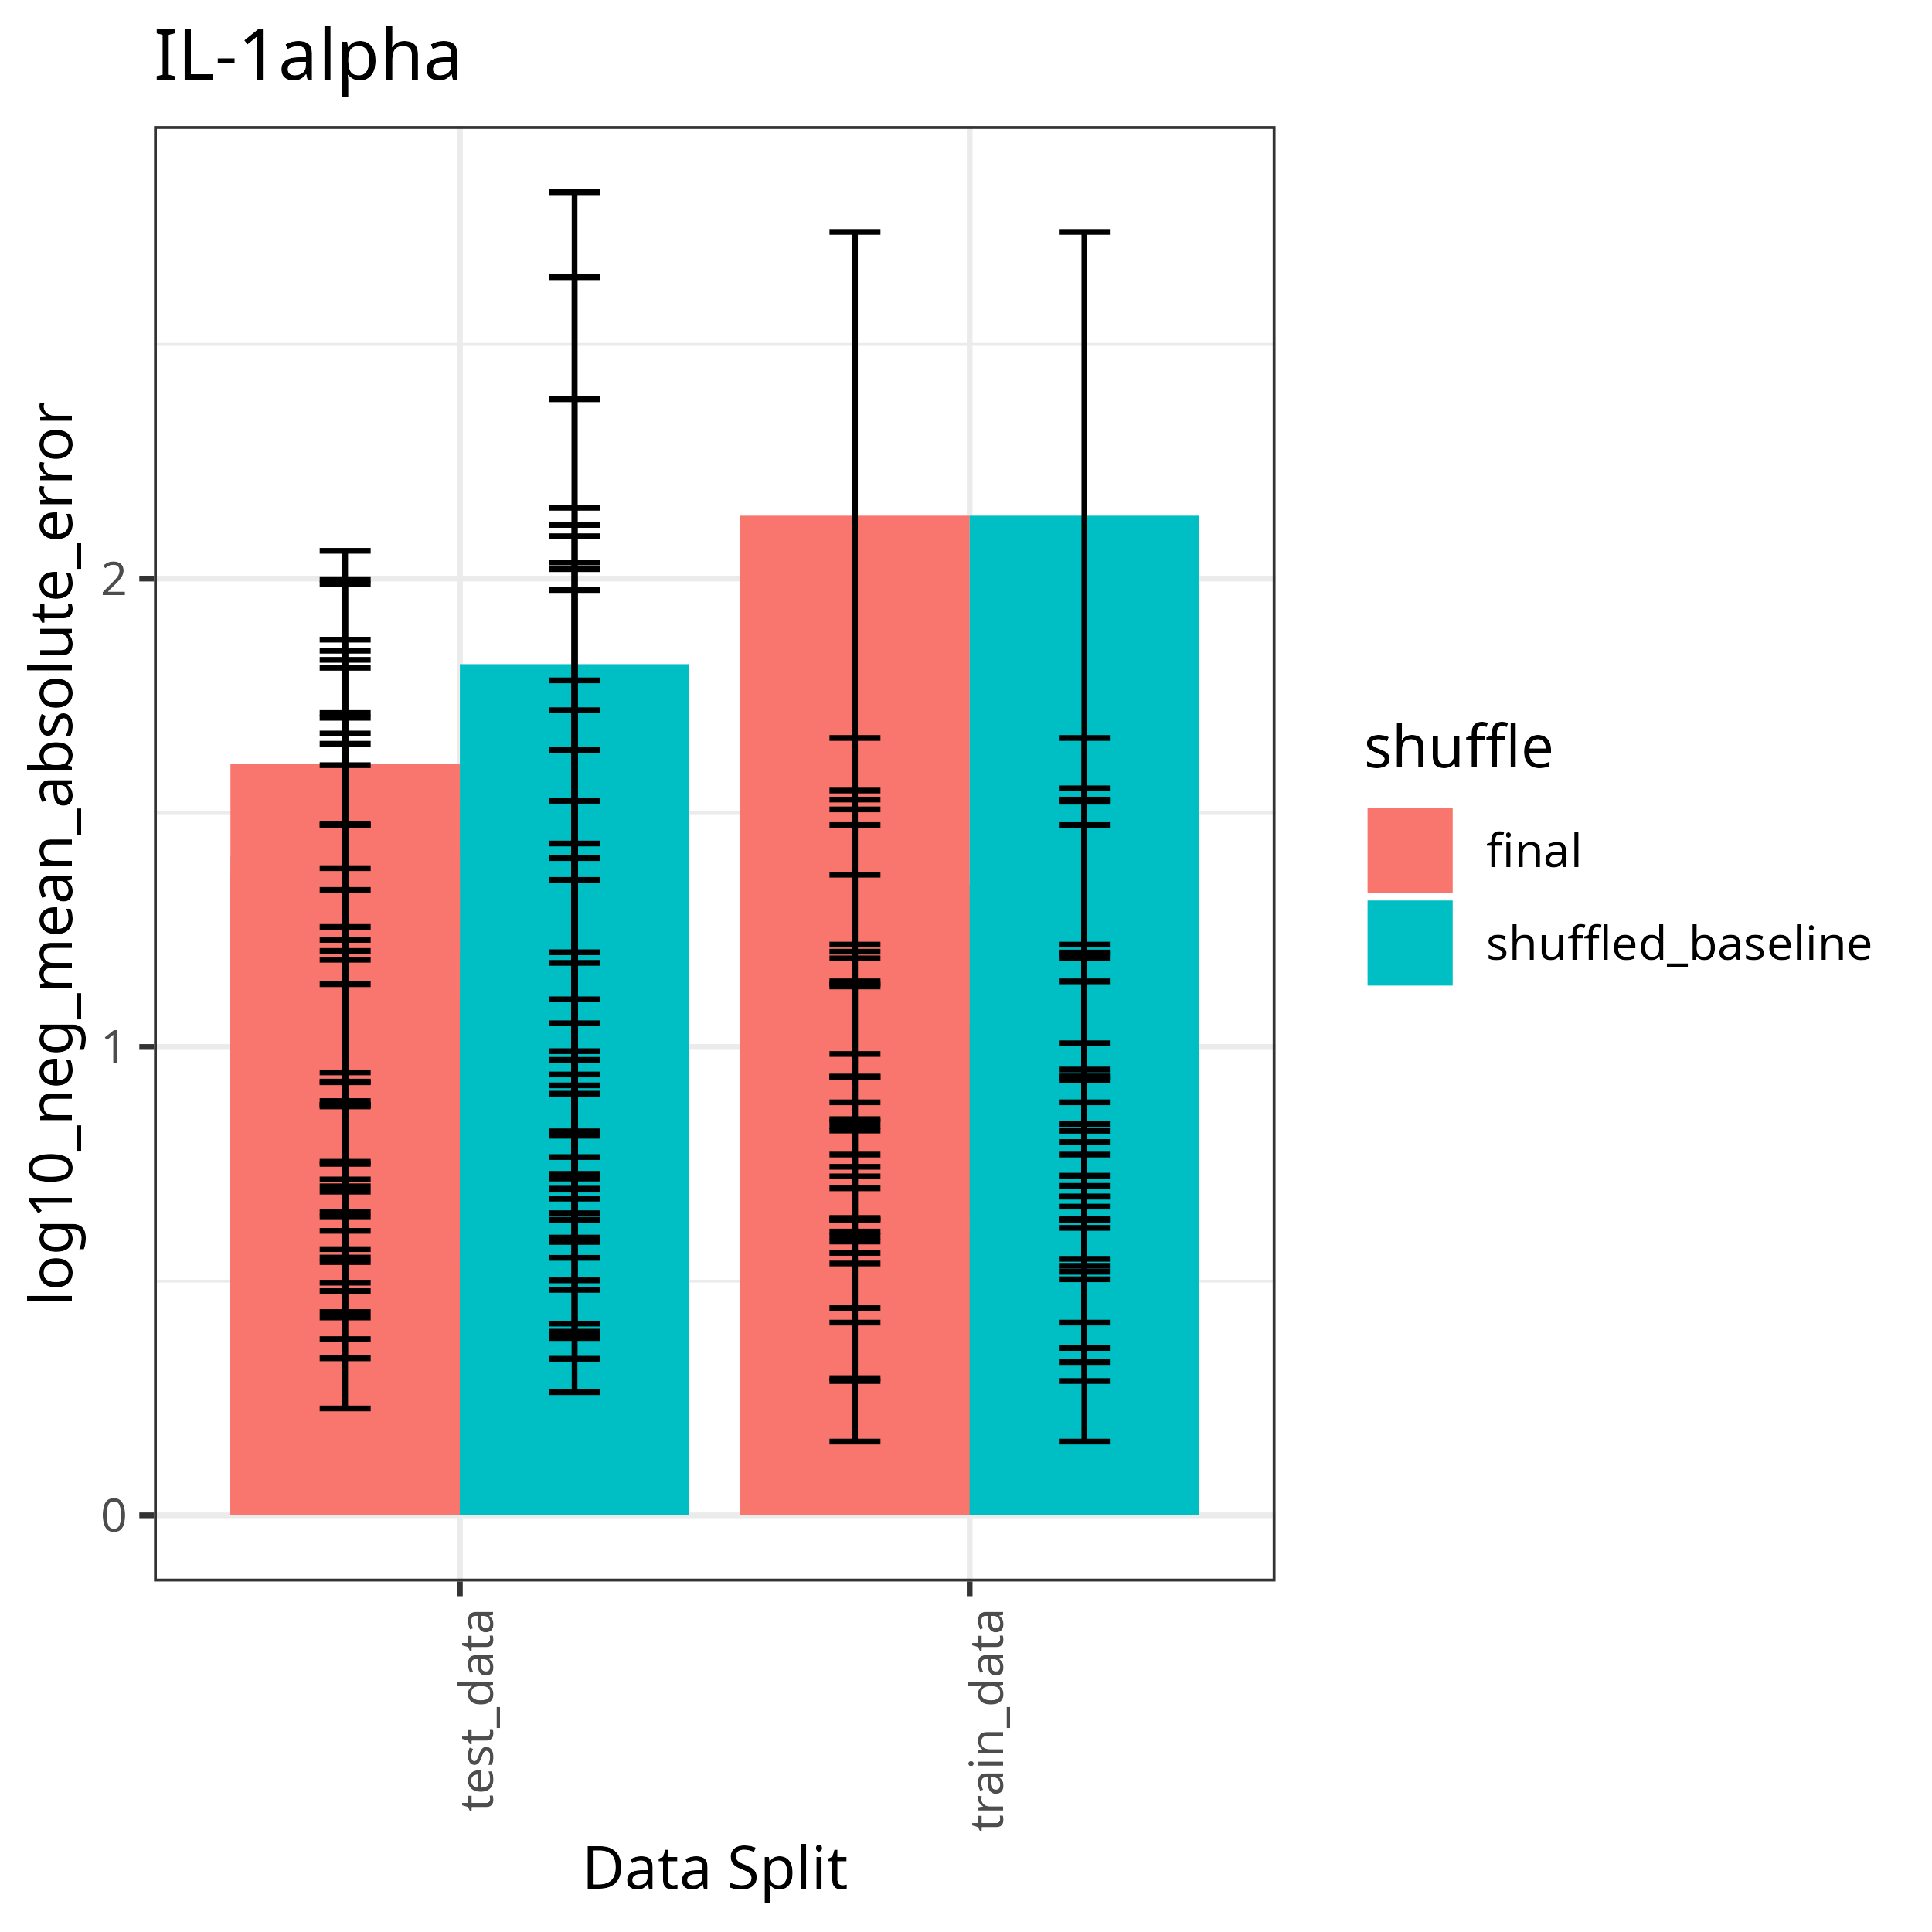 IL-1alpha
log10_neg_mean_absolute_error
2
1
0
test_data
train_data
Data Split
shuffle
final
shuffled_baseline